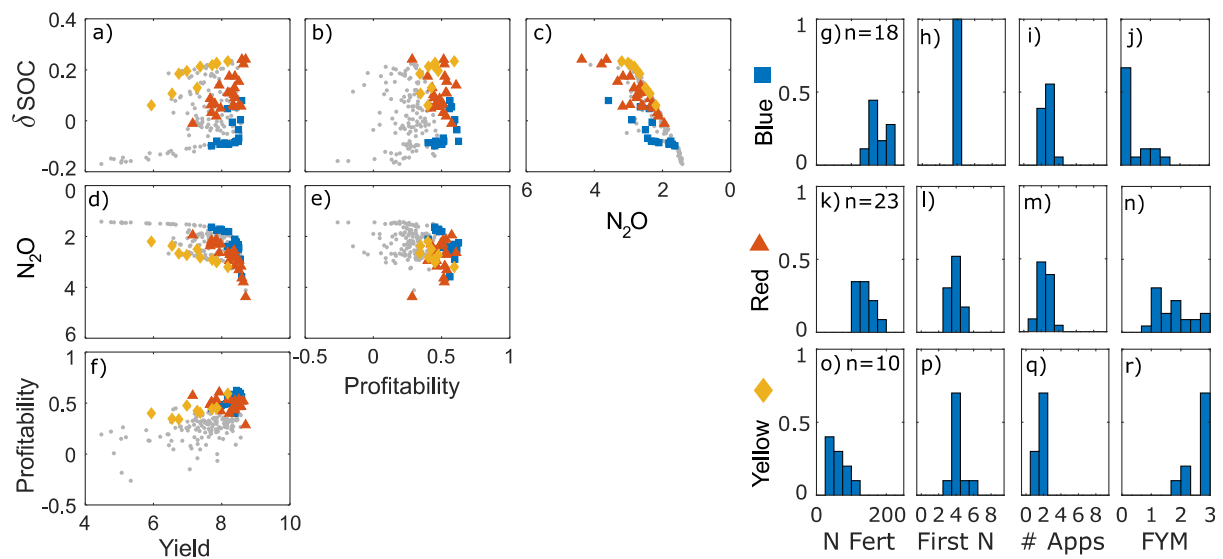 a)
b)
c)
0.4
0.2
0
-0.2
δSOC
6
4
2
0
N₂O
d)
e)
0
2
4
6
N₂O
-0.5
0
0.5
1
Profitability
f)
1
0.5
0
-0.5
Profitability
4
6
8
10
Yield
g) n=18
h)
i)
j)
1
0.5
0
Blue
k) n=23
l)
m)
n)
1
0.5
0
Red
o) n=10
p)
q)
r)
1
0.5
0
Yellow
0 200
0 2 4 6 8
0 2 4 6 8
0 1 2 3
N Fert
First N
# Apps
FYM